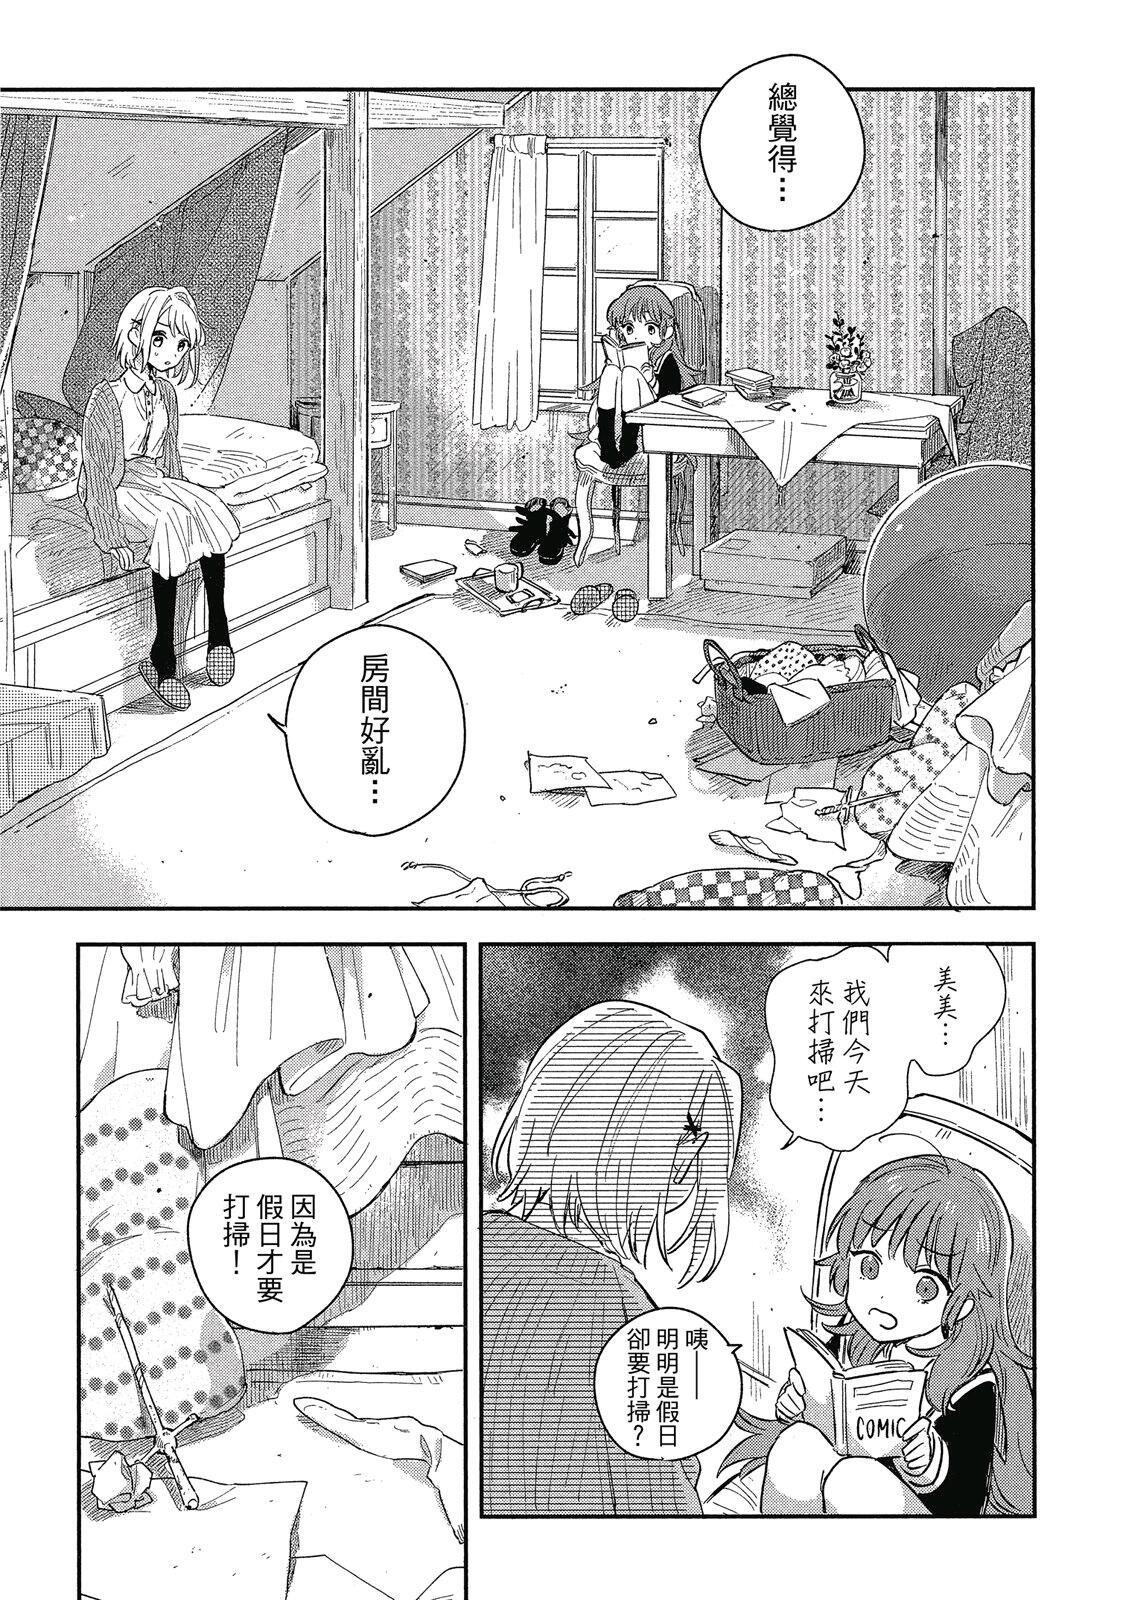 總覺得…
房間好亂…
美美…
我們今天
來打掃吧…
咦——
明明是假日
卻要打掃？
COMIC
因為是
假日才要
打掃！